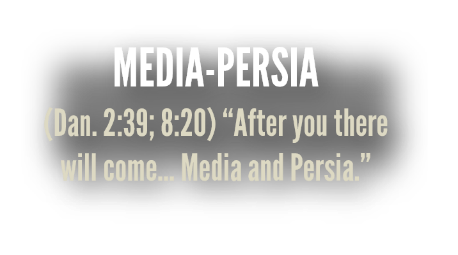 MEDIA-PERSIA
(Dan. 2:39; 8:20) “After you there
will come... Media and Persia.”